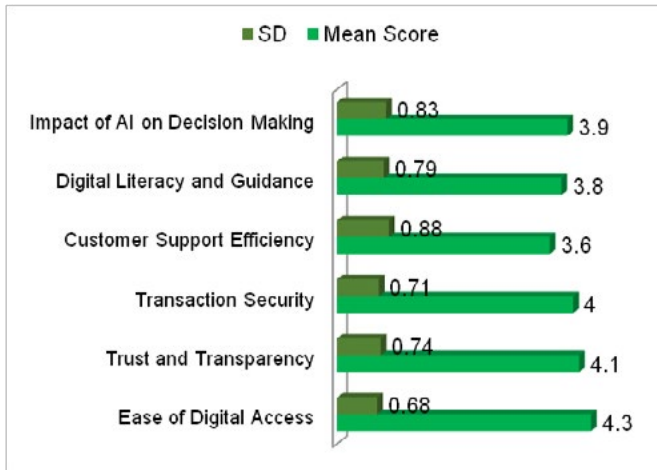 SD Mean Score
Impact of AI on Decision Making 0.83 3.9
Digital Literacy and Guidance 0.79 3.8
Customer Support Efficiency 0.88 3.6
Transaction Security 0.71 4
Trust and Transparency 0.74 4.1
Ease of Digital Access 0.68 4.3